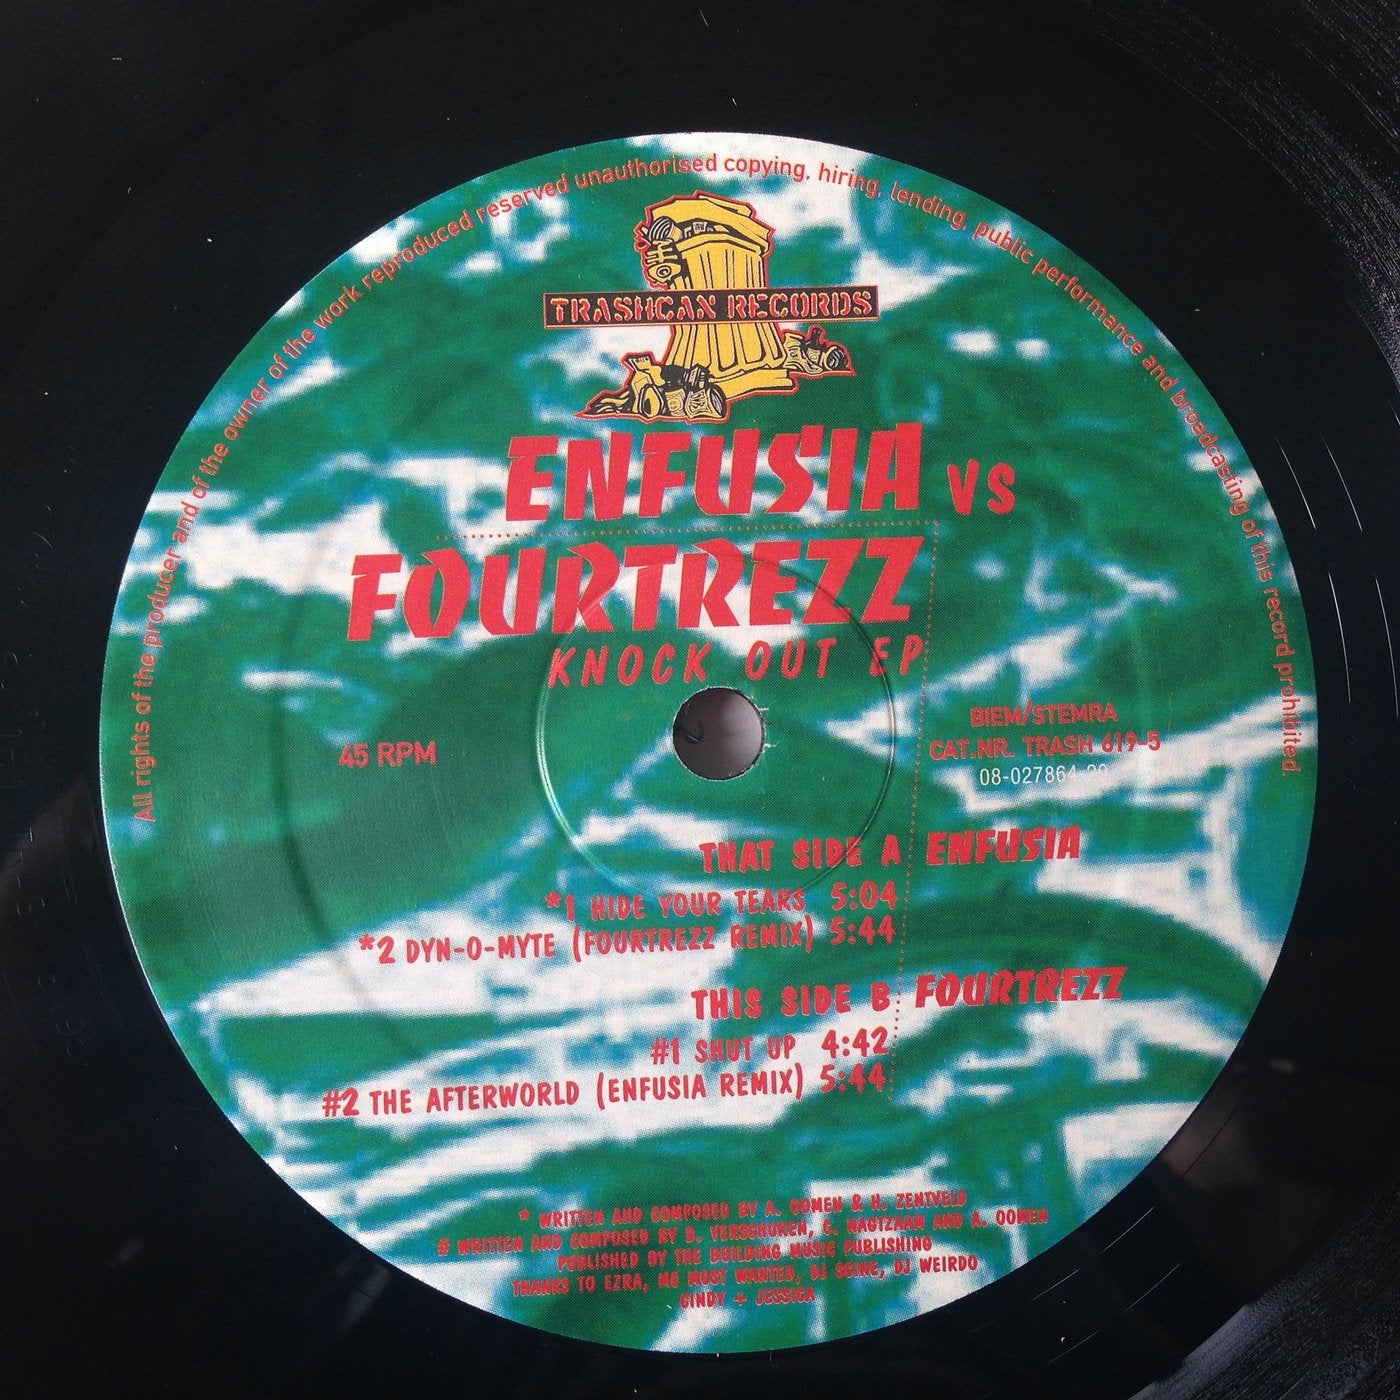 All rights of the producer and of the owner of the work reproduced reserved unauthorised copying, hiring, lending, public performance and broadcasting of this record prohibited.
TRASHCAN RECORDS
ENFUSIA VS
FOURTREZZ
KNOCK OUT EP
45 RPM
BIEM/STEMRA
CAT.NR. TRASH 619-5
08-027864-20
THAT SIDE A ENFUSIA
*1 HIDE YOUR TEARS 5:04
*2 DYN-O-MYTE (FOURTREZZ REMIX) 5:44
THIS SIDE B FOURTREZZ
#1 SHUT UP 4:42
#2 THE AFTERWORLD (ENFUSIA REMIX) 5:44
* WRITTEN AND COMPOSED BY A. OOMEN & H. ZENTVELD
# WRITTEN AND COMPOSED BY B. VERSCHUREN, C. NAGTZAAM AND A. OOMEN
PUBLISHED BY THE BUILDING MUSIC PUBLISHING
THANKS TO EZRA, MC MOST WANTED, DJ SEINE, DJ WEIRDO
CINDY + JESSICA